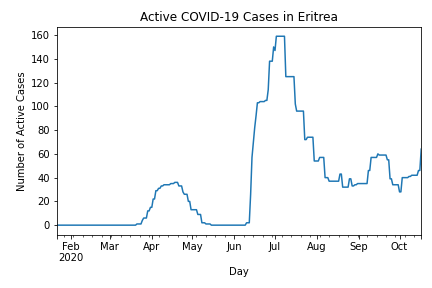 Active COVID-19 Cases in Eritrea
160
140
120
100
80
60
40
20
0
Number of Active Cases
Feb Mar Apr May Jun Jul Aug Sep Oct
2020
Day